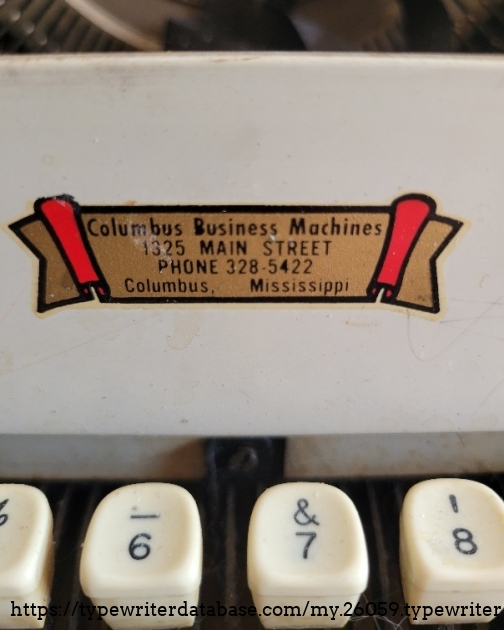 Columbus Business Machines
1325 MAIN STREET
PHONE 328-5422
Columbus, Mississippi
_ & '
6 7 8
https://typewriterdatabase.com/my.26059.typewriter